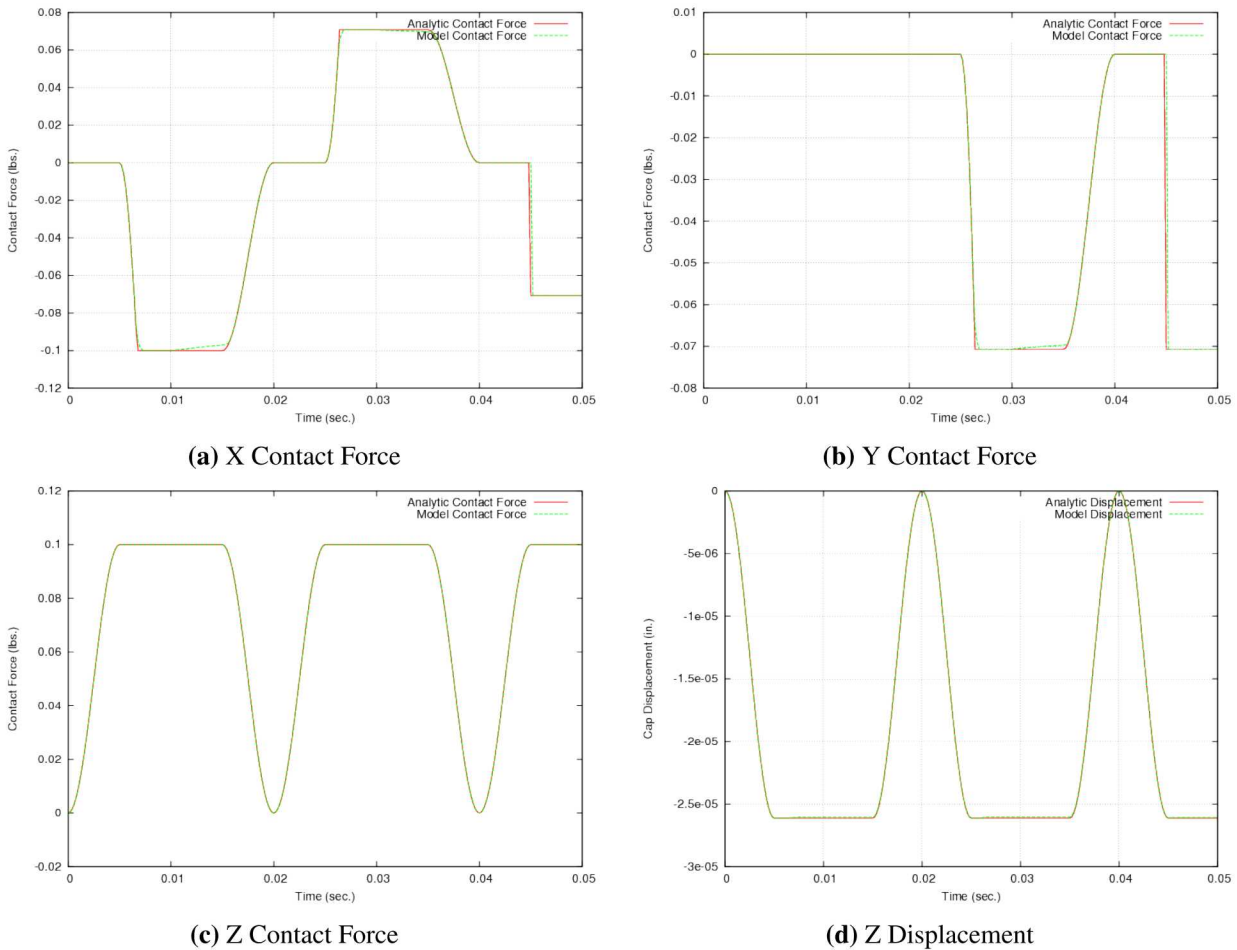 0.08
0.06
0.04
0.02
0
-0.02
-0.04
-0.06
-0.08
-0.1
-0.12
Contact Force (lbs.)
Analytic Contact Force
Model Contact Force
0 0.01 0.02 0.03 0.04 0.05
Time (sec.)
(a) X Contact Force
0.01
0
-0.01
-0.02
-0.03
-0.04
-0.05
-0.06
-0.07
-0.08
Contact Force (lbs.)
Analytic Contact Force
Model Contact Force
0 0.01 0.02 0.03 0.04 0.05
Time (sec.)
(b) Y Contact Force
0.12
0.1
0.08
0.06
0.04
0.02
0
-0.02
Contact Force (lbs.)
Analytic Contact Force
Model Contact Force
0 0.01 0.02 0.03 0.04 0.05
Time (sec.)
(c) Z Contact Force
0
-5e-06
-1e-05
-1.5e-05
-2e-05
-2.5e-05
-3e-05
Cap Displacement (in.)
Analytic Displacement
Model Displacement
0 0.01 0.02 0.03 0.04 0.05
Time (sec.)
(d) Z Displacement